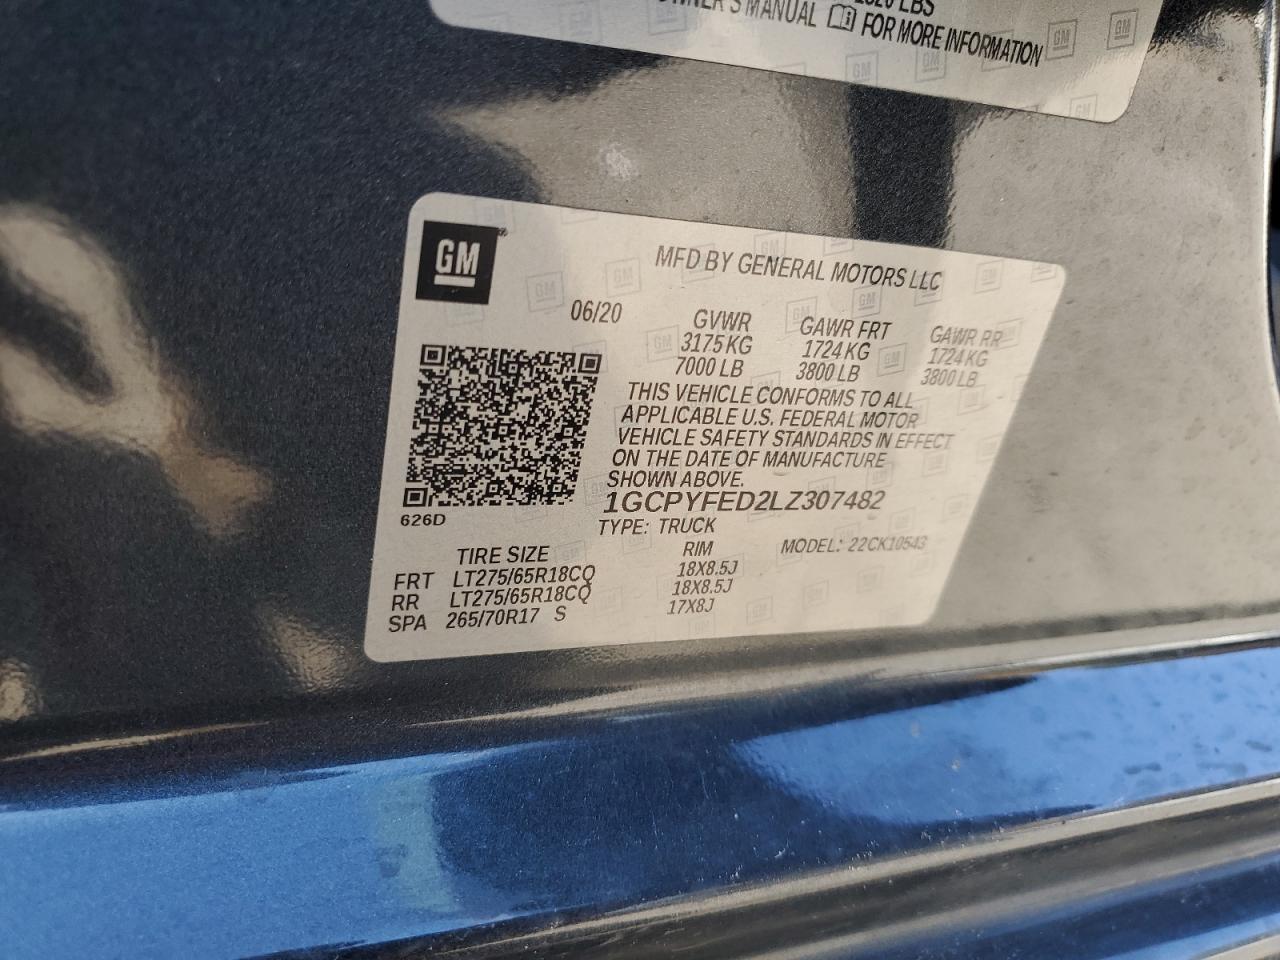 1520 LBS
OWNER'S MANUAL FOR MORE INFORMATION
GM
MFD BY GENERAL MOTORS LLC
06/20 GVWR GAWR FRT GAWR RR
3175 KG 1724 KG 1724 KG
7000 LB 3800 LB 3800 LB
THIS VEHICLE CONFORMS TO ALL
APPLICABLE U.S. FEDERAL MOTOR
VEHICLE SAFETY STANDARDS IN EFFECT
ON THE DATE OF MANUFACTURE
SHOWN ABOVE.
1GCPYFED2LZ307482
626D
TYPE: TRUCK
MODEL: 22CK10543
TIRE SIZE RIM
FRT LT275/65R18CQ 18X8.5J
RR LT275/65R18CQ 18X8.5J
SPA 265/70R17 S 17X8J